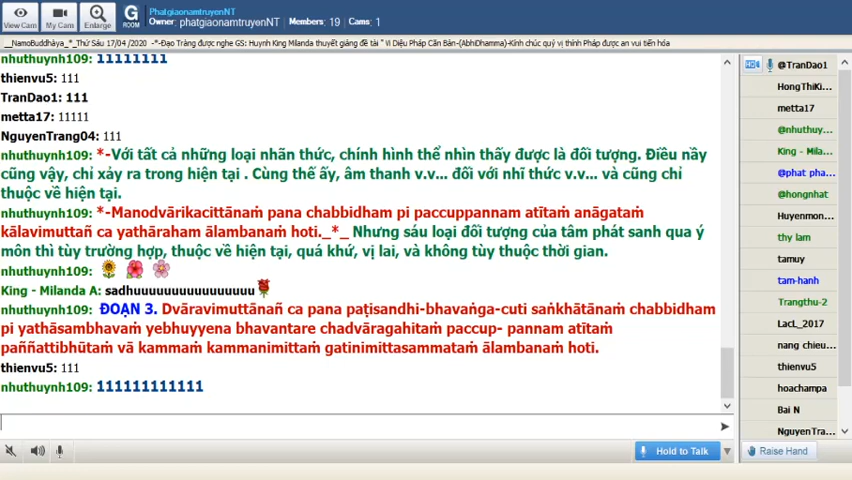 View Cam
My Cam
Enlarge
G
ROOM
PhatgiaonamtruyenNT
Owner: phatgiaonamtruyenNT Members: 19 Cams: 1
__NamoBuddhàya_*_Thứ Sáu 17/04 /2020 -*-Đạo Tràng được nghe GS: Huynh King Milanda thuyết giảng đề tài " Vi Diệu Pháp Căn Bản-(AbhiDhamma)-Kính chúc quý vị thính Pháp được an vui tiến hóa
nhuthuynh109: 11111111
thienvu5: 111
TranDao1: 111
metta17: 11111
NguyenTrang04: 111
nhuthuynh109: *-Với tất cả những loại nhãn thức, chính hình thể nhìn thấy được là đối tượng. Điều nầy
cũng vậy, chỉ xảy ra trong hiện tại . Cùng thế ấy, âm thanh v.v... đối với nhĩ thức v.v... và cũng chỉ
thuộc về hiện tại.
nhuthuynh109: *-Manodvārikacittānaṁ pana chabbidham pi paccuppannam atītaṁ anāgataṁ
kālavimuttañ ca yathāraham ālambanaṁ hoti._*_ Nhưng sáu loại đối tượng của tâm phát sanh qua ý
môn thì tùy trường hợp, thuộc về hiện tại, quá khứ, vị lai, và không tùy thuộc thời gian.
nhuthuynh109:
King - Milanda A: sadhuuuuuuuuuuuuuuuuu
nhuthuynh109: ĐOẠN 3. Dvāravimuttānañ ca pana paṭisandhi-bhavaṅga-cuti saṅkhātānaṁ chabbidham
pi yathāsambhavaṁ yebhuyyena bhavantare chadvāragahitaṁ paccup- pannam atītaṁ
paññattibhūtaṁ vā kammaṁ kammanimittaṁ gatinimittasammataṁ ālambanaṁ hoti.
thienvu5: 111
nhuthuynh109: 111111111111
Hold to Talk
HD
@TranDao1
HongThiKi...
metta17
@nhuthuy...
King - Mila...
@phat pha...
@hongnhat
Huyenmon...
thy lam
tamuy
tam-hanh
Trangthu-2
LacL_2017
nang chieu...
thienvu5
hoachampa
Bai N
NguyenTra...
Raise Hand